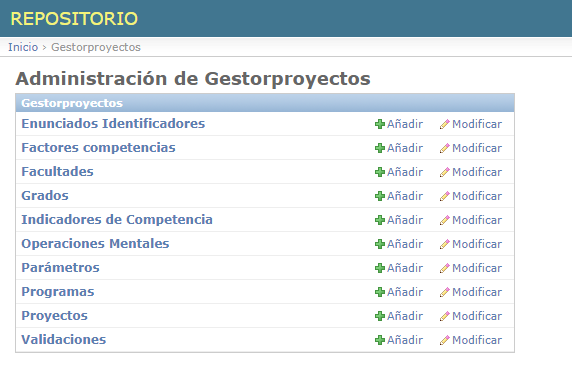 REPOSITORIO
Inicio › Gestorproyectos
Administración de Gestorproyectos
Gestorproyectos
Enunciados Identificadores Añadir Modificar
Factores competencias Añadir Modificar
Facultades Añadir Modificar
Grados Añadir Modificar
Indicadores de Competencia Añadir Modificar
Operaciones Mentales Añadir Modificar
Parámetros Añadir Modificar
Programas Añadir Modificar
Proyectos Añadir Modificar
Validaciones Añadir Modificar